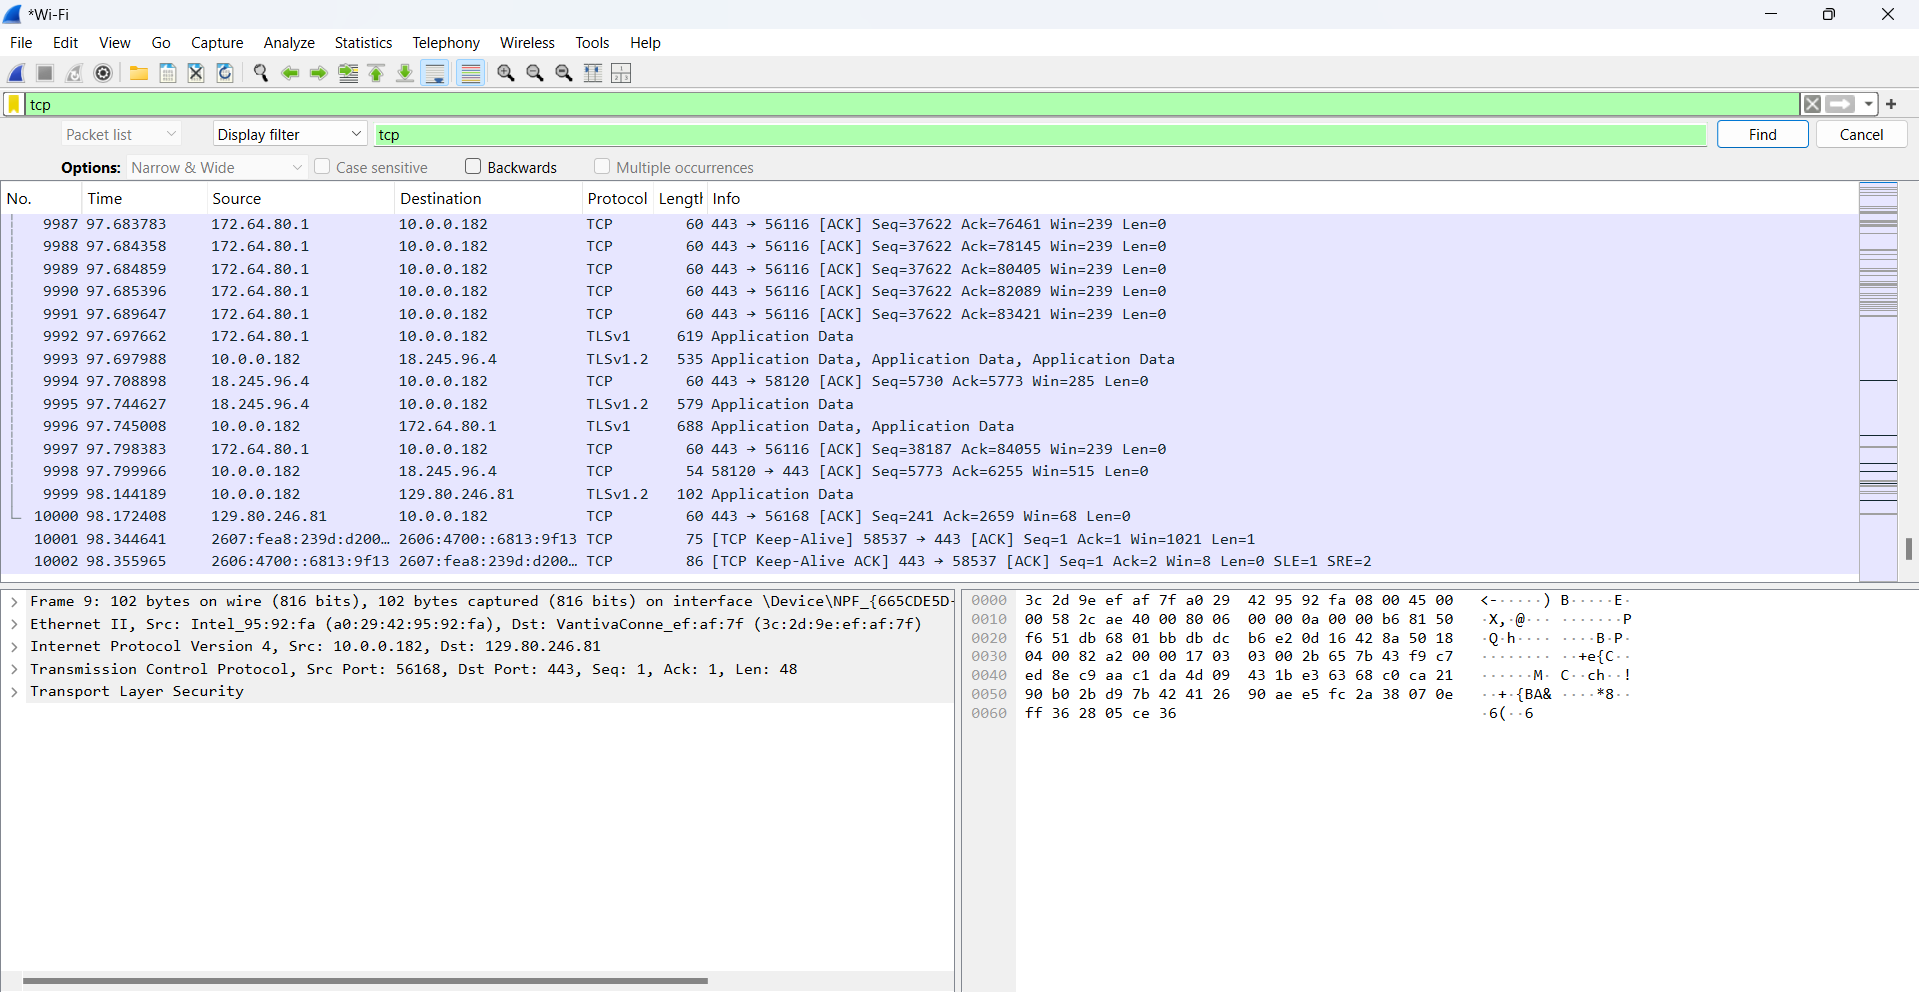 *Wi-Fi
File Edit View Go Capture Analyze Statistics Telephony Wireless Tools Help
tcp
Packet list Display filter tcp Find Cancel
Options: Narrow & Wide Case sensitive Backwards Multiple occurrences
No. Time Source Destination Protocol Length Info
9987 97.683783 172.64.80.1 10.0.0.182 TCP 60 443 → 56116 [ACK] Seq=37622 Ack=76461 Win=239 Len=0
9988 97.684358 172.64.80.1 10.0.0.182 TCP 60 443 → 56116 [ACK] Seq=37622 Ack=78145 Win=239 Len=0
9989 97.684859 172.64.80.1 10.0.0.182 TCP 60 443 → 56116 [ACK] Seq=37622 Ack=80405 Win=239 Len=0
9990 97.685396 172.64.80.1 10.0.0.182 TCP 60 443 → 56116 [ACK] Seq=37622 Ack=82089 Win=239 Len=0
9991 97.689647 172.64.80.1 10.0.0.182 TCP 60 443 → 56116 [ACK] Seq=37622 Ack=83421 Win=239 Len=0
9992 97.697662 172.64.80.1 10.0.0.182 TLSv1 619 Application Data
9993 97.697988 10.0.0.182 18.245.96.4 TLSv1.2 535 Application Data, Application Data, Application Data
9994 97.708898 18.245.96.4 10.0.0.182 TCP 60 443 → 58120 [ACK] Seq=5730 Ack=5773 Win=285 Len=0
9995 97.744627 18.245.96.4 10.0.0.182 TLSv1.2 579 Application Data
9996 97.745008 10.0.0.182 172.64.80.1 TLSv1 688 Application Data, Application Data
9997 97.798383 172.64.80.1 10.0.0.182 TCP 60 443 → 56116 [ACK] Seq=38187 Ack=84055 Win=239 Len=0
9998 97.799966 10.0.0.182 18.245.96.4 TCP 54 58120 → 443 [ACK] Seq=5773 Ack=6255 Win=515 Len=0
9999 98.144189 10.0.0.182 129.80.246.81 TLSv1.2 102 Application Data
10000 98.172408 129.80.246.81 10.0.0.182 TCP 60 443 → 56168 [ACK] Seq=241 Ack=2659 Win=68 Len=0
10001 98.344641 2607:fea8:239d:d200… 2606:4700::6813:9f13 TCP 75 [TCP Keep-Alive] 58537 → 443 [ACK] Seq=1 Ack=1 Win=1021 Len=1
10002 98.355965 2606:4700::6813:9f13 2607:fea8:239d:d200… TCP 86 [TCP Keep-Alive ACK] 443 → 58537 [ACK] Seq=1 Ack=2 Win=8 Len=0 SLE=1 SRE=2
Frame 9: 102 bytes on wire (816 bits), 102 bytes captured (816 bits) on interface \Device\NPF_{665CDE5D-
Ethernet II, Src: Intel_95:92:fa (a0:29:42:95:92:fa), Dst: VantivaConne_ef:af:7f (3c:2d:9e:ef:af:7f)
Internet Protocol Version 4, Src: 10.0.0.182, Dst: 129.80.246.81
Transmission Control Protocol, Src Port: 56168, Dst Port: 443, Seq: 1, Ack: 1, Len: 48
Transport Layer Security
0000 3c 2d 9e ef af 7f a0 29 42 95 92 fa 08 00 45 00 <-·····) B·····E·
0010 00 58 2c ae 40 00 80 06 00 00 0a 00 00 b6 81 50 ·X,·@··· ·······P
0020 f6 51 db 68 01 bb db dc b6 e2 0d 16 42 8a 50 18 ·Q·h···· ····B·P·
0030 04 00 82 a2 00 00 17 03 03 00 2b 65 7b 43 f9 c7 ········ ··+e{C··
0040 ed 8e c9 aa c1 da 4d 09 43 1b e3 63 68 c0 ca 21 ······M· C··ch··!
0050 90 b0 2b d9 7b 42 41 26 90 ae e5 fc 2a 38 07 0e ··+·{BA& ····*8··
0060 ff 36 28 05 ce 36 ·6(··6